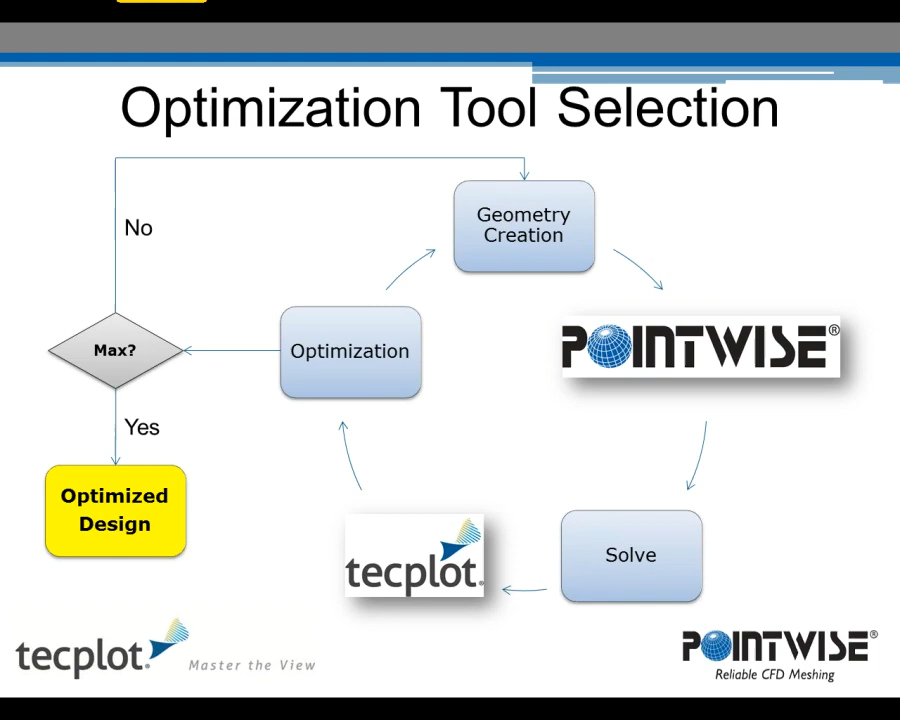 Optimization Tool Selection
No
Geometry
Creation
Max?
Optimization
POINTWISE®
Yes
Optimized
Design
tecplot®
Solve
tecplot® Master the View
POINTWISE®
Reliable CFD Meshing